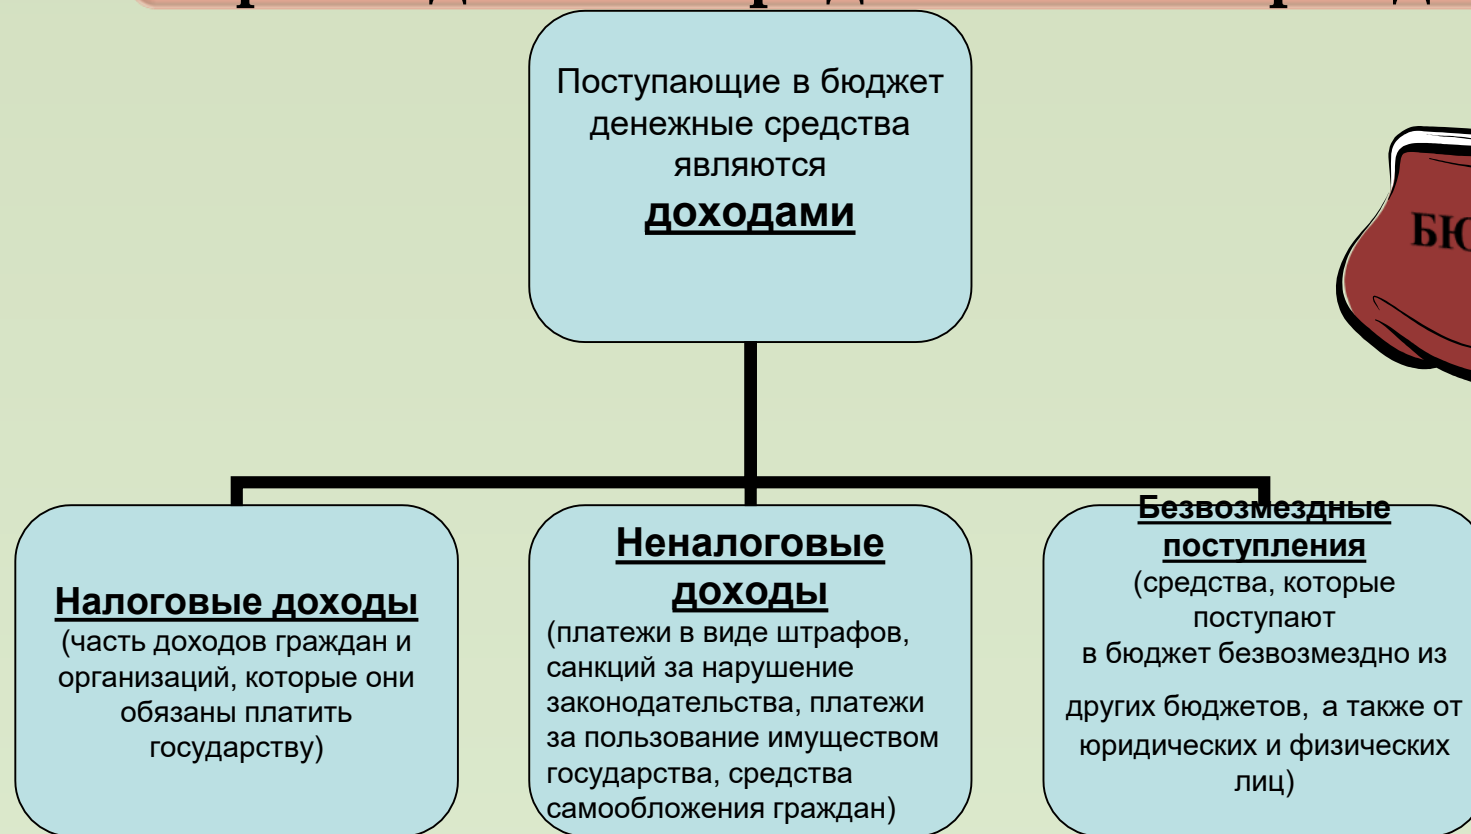 Поступающие в бюджет
денежные средства
являются
доходами
Налоговые доходы
(часть доходов граждан и
организаций, которые они
обязаны платить
государству)
Неналоговые
доходы
(платежи в виде штрафов,
санкций за нарушение
законодательства, платежи
за пользование имуществом
государства, средства
самообложения граждан)
Безвозмездные
поступления
(средства, которые
поступают
в бюджет безвозмездно из
других бюджетов, а также от
юридических и физических
лиц)